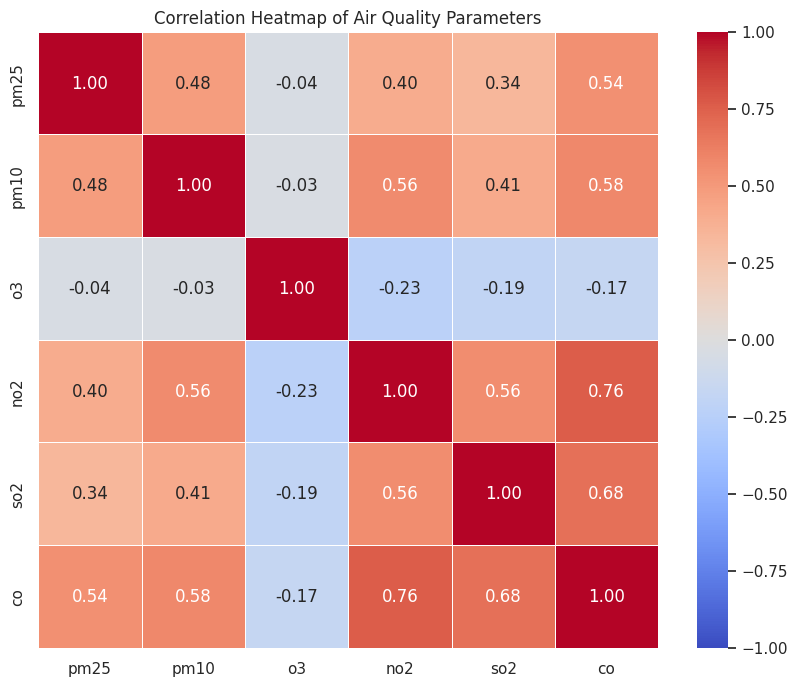 Correlation Heatmap of Air Quality Parameters
pm25 1.00 0.48 -0.04 0.40 0.34 0.54
pm10 0.48 1.00 -0.03 0.56 0.41 0.58
o3 -0.04 -0.03 1.00 -0.23 -0.19 -0.17
no2 0.40 0.56 -0.23 1.00 0.56 0.76
so2 0.34 0.41 -0.19 0.56 1.00 0.68
co 0.54 0.58 -0.17 0.76 0.68 1.00
pm25 pm10 o3 no2 so2 co
1.00
0.75
0.50
0.25
0.00
−0.25
−0.50
−0.75
−1.00